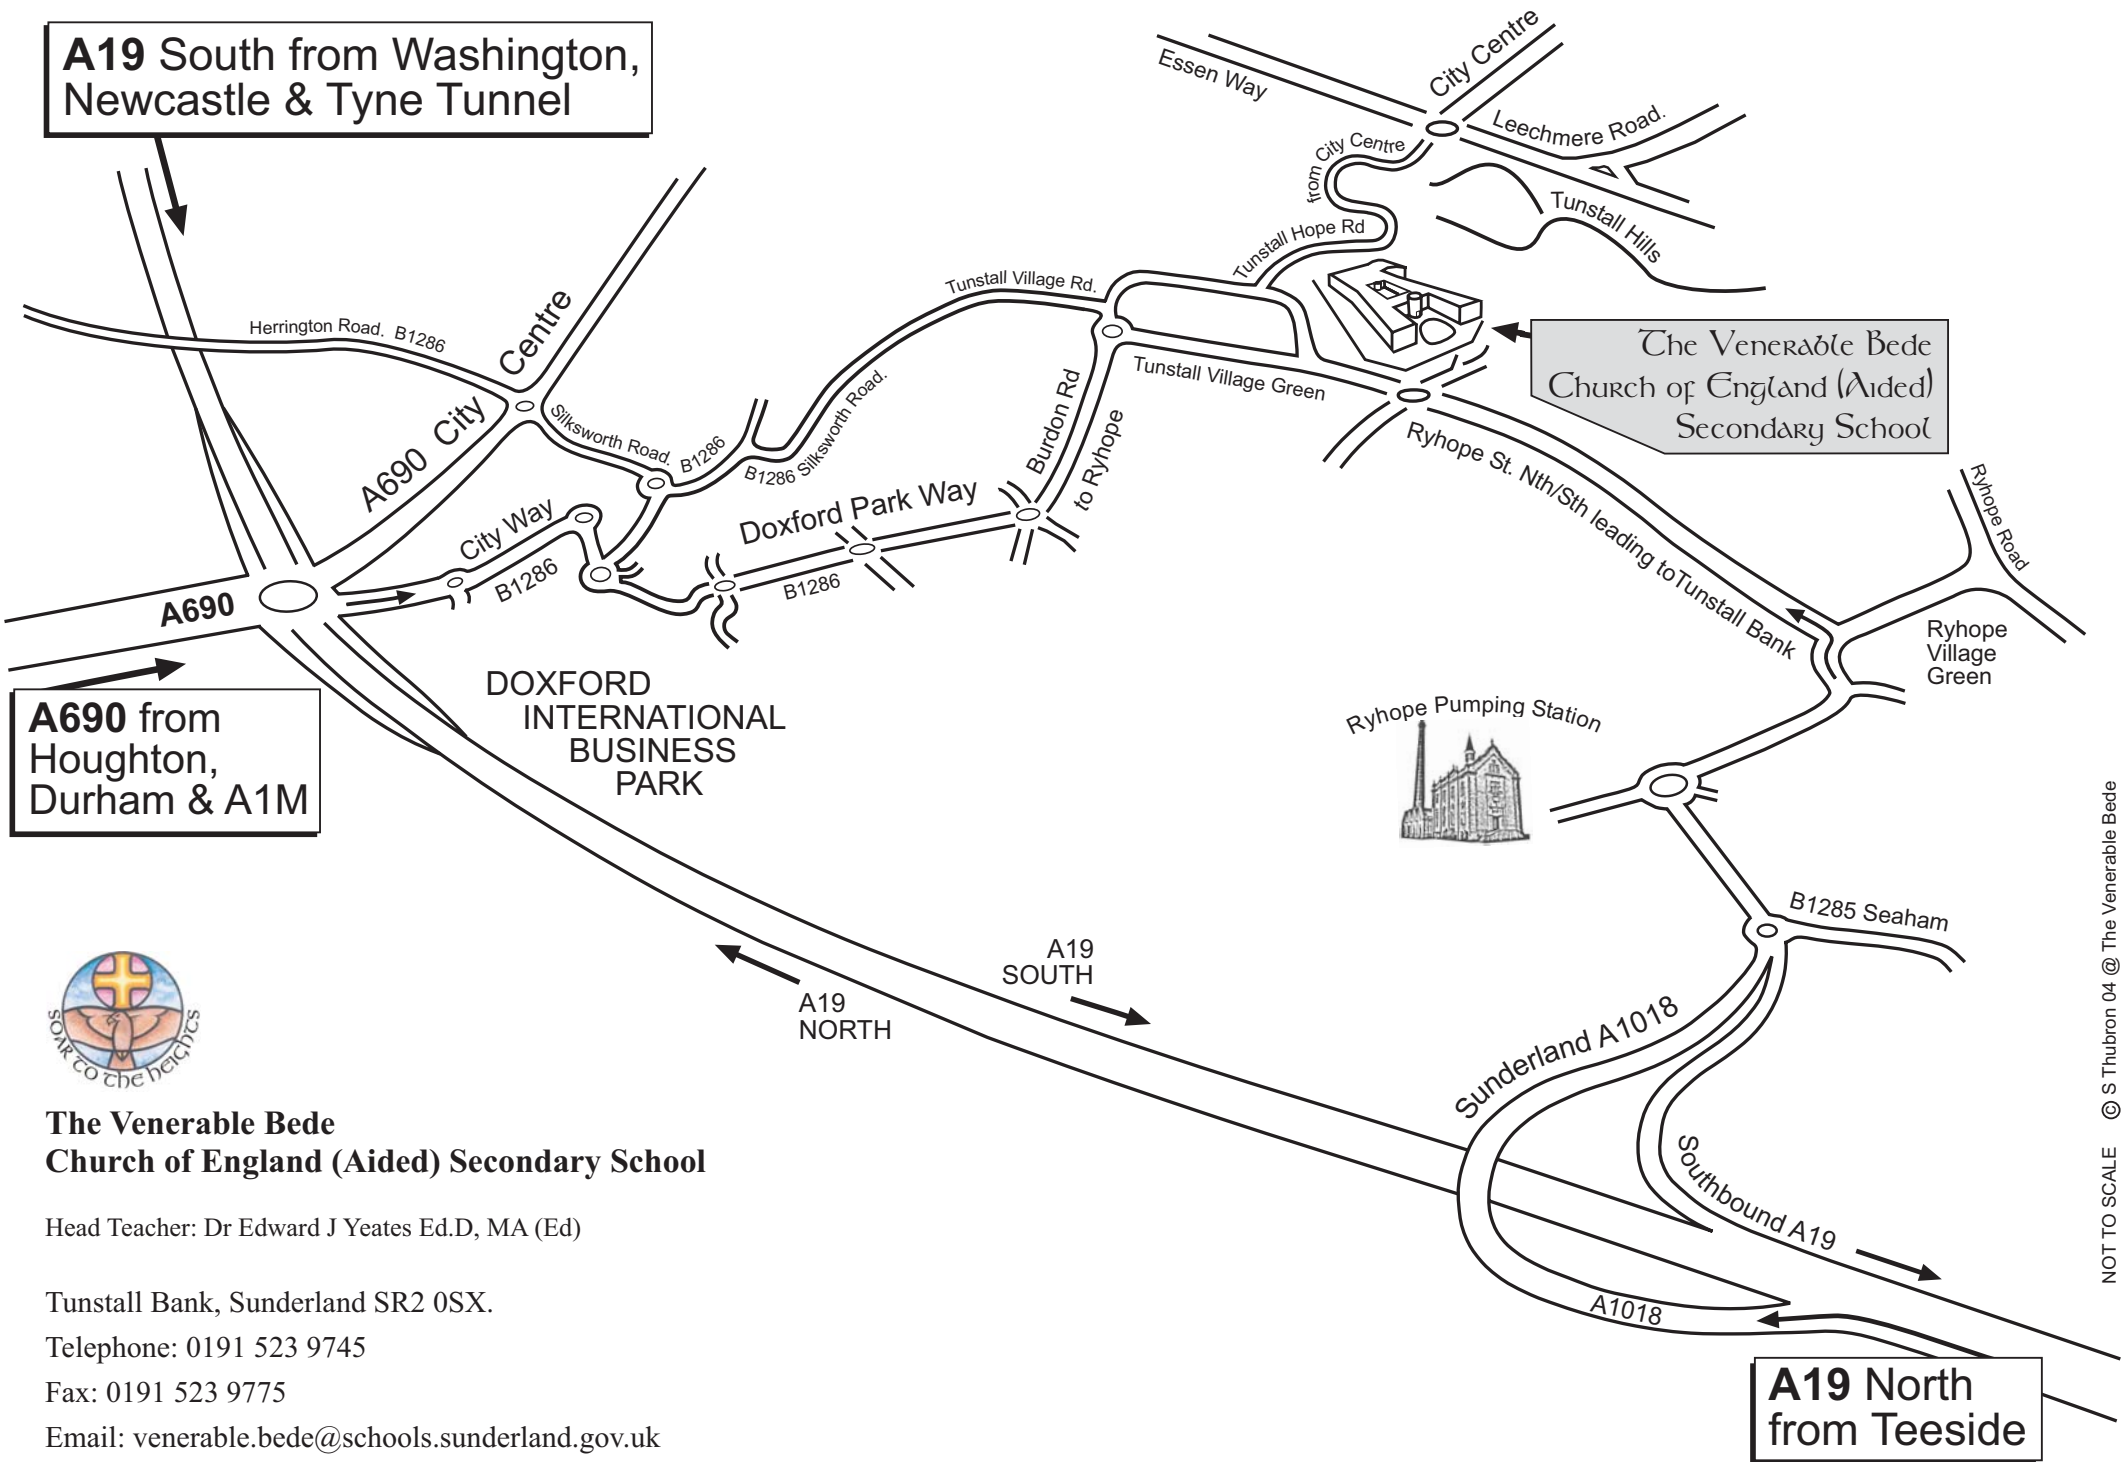 A19 South from Washington,
Newcastle & Tyne Tunnel
Essen Way
City Centre
Leechmere Road.
from City Centre
Tunstall Hills
Tunstall Hope Rd
Tunstall Village Rd.
Herrington Road. B1286
A690 City Centre
Silksworth Road.
B1286
B1286 Silksworth Road.
Tunstall Village Green
Burdon Rd
to Ryhope
The Venerable Bede
Church of England (Aided)
Secondary School
Ryhope St. Nth/Sth leading toTunstall Bank
Ryhope Road
City Way
B1286
Doxford Park Way
B1286
A690
Ryhope
Village
Green
A690 from
Houghton,
Durham & A1M
DOXFORD
INTERNATIONAL
BUSINESS
PARK
Ryhope Pumping Station
B1285 Seaham
A19
SOUTH
A19
NORTH
Sunderland A1018
Southbound A19
A1018
A19 North
from Teeside
SOAR TO THE HEIGHTS
The Venerable Bede
Church of England (Aided) Secondary School
Head Teacher: Dr Edward J Yeates Ed.D, MA (Ed)
Tunstall Bank, Sunderland SR2 0SX.
Telephone: 0191 523 9745
Fax: 0191 523 9775
Email: venerable.bede@schools.sunderland.gov.uk
NOT TO SCALE © S Thubron 04 @ The Venerable Bede